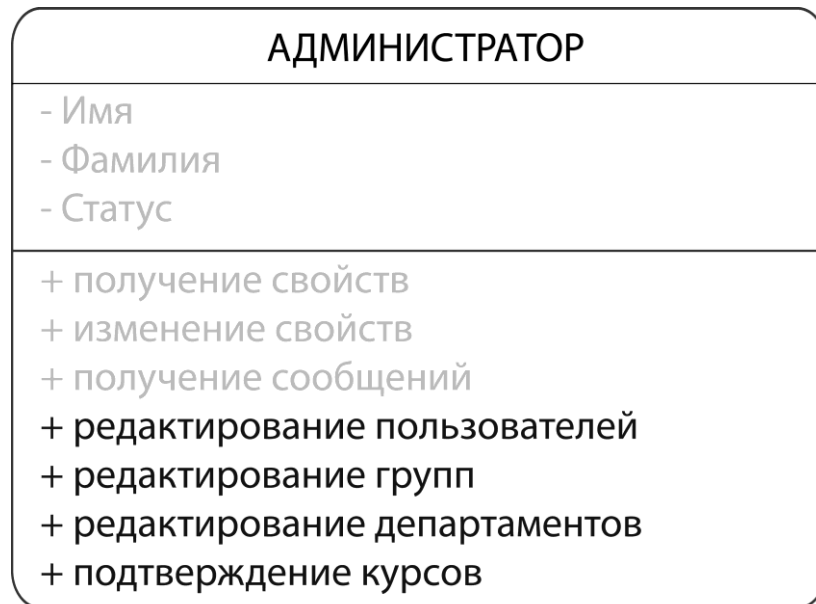 АДМИНИСТРАТОР
- Имя
- Фамилия
- Статус
+ получение свойств
+ изменение свойств
+ получение сообщений
+ редактирование пользователей
+ редактирование групп
+ редактирование департаментов
+ подтверждение курсов